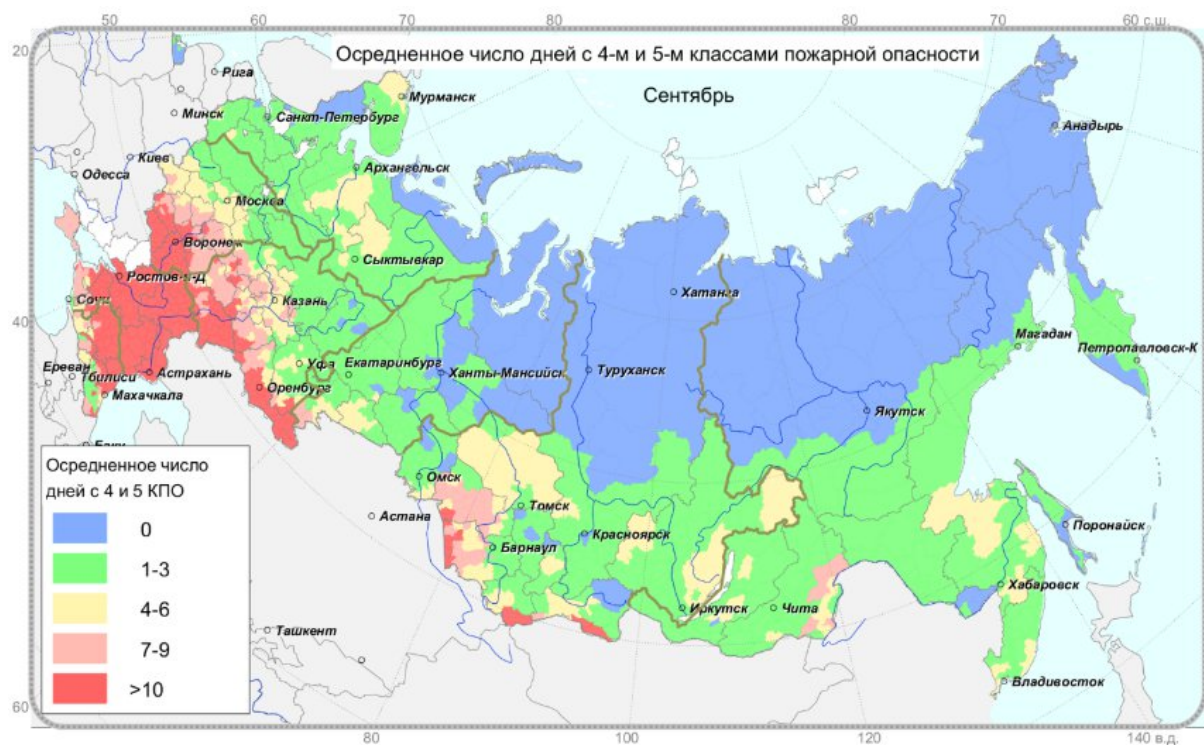 50 60 70 80 80 70 60 с.ш.
20
Осредненное число дней с 4-м и 5-м классами пожарной опасности
Сентябрь
Рига
Мурманск
Минск
Санкт-Петербург
Анадырь
Киев
Одесса
Архангельск
Москва
Воронеж
Сыктывкар
Ростов-н-Д
Хатанга
Сочи
Казань
40
Магадан
Ереван
Уфа
Екатеринбург
Петропавловск-К
Тбилиси
Астрахань
Ханты-Мансийск
Туруханск
Оренбург
Махачкала
Якутск
Баку
Осредненное число
дней с 4 и 5 КПО
Омск
Томск
Астана
0
Поронайск
Красноярск
Барнаул
1-3
Хабаровск
4-6
Иркутск
Чита
Ташкент
7-9
>10
Владивосток
60
80 100 120 140 в.д.